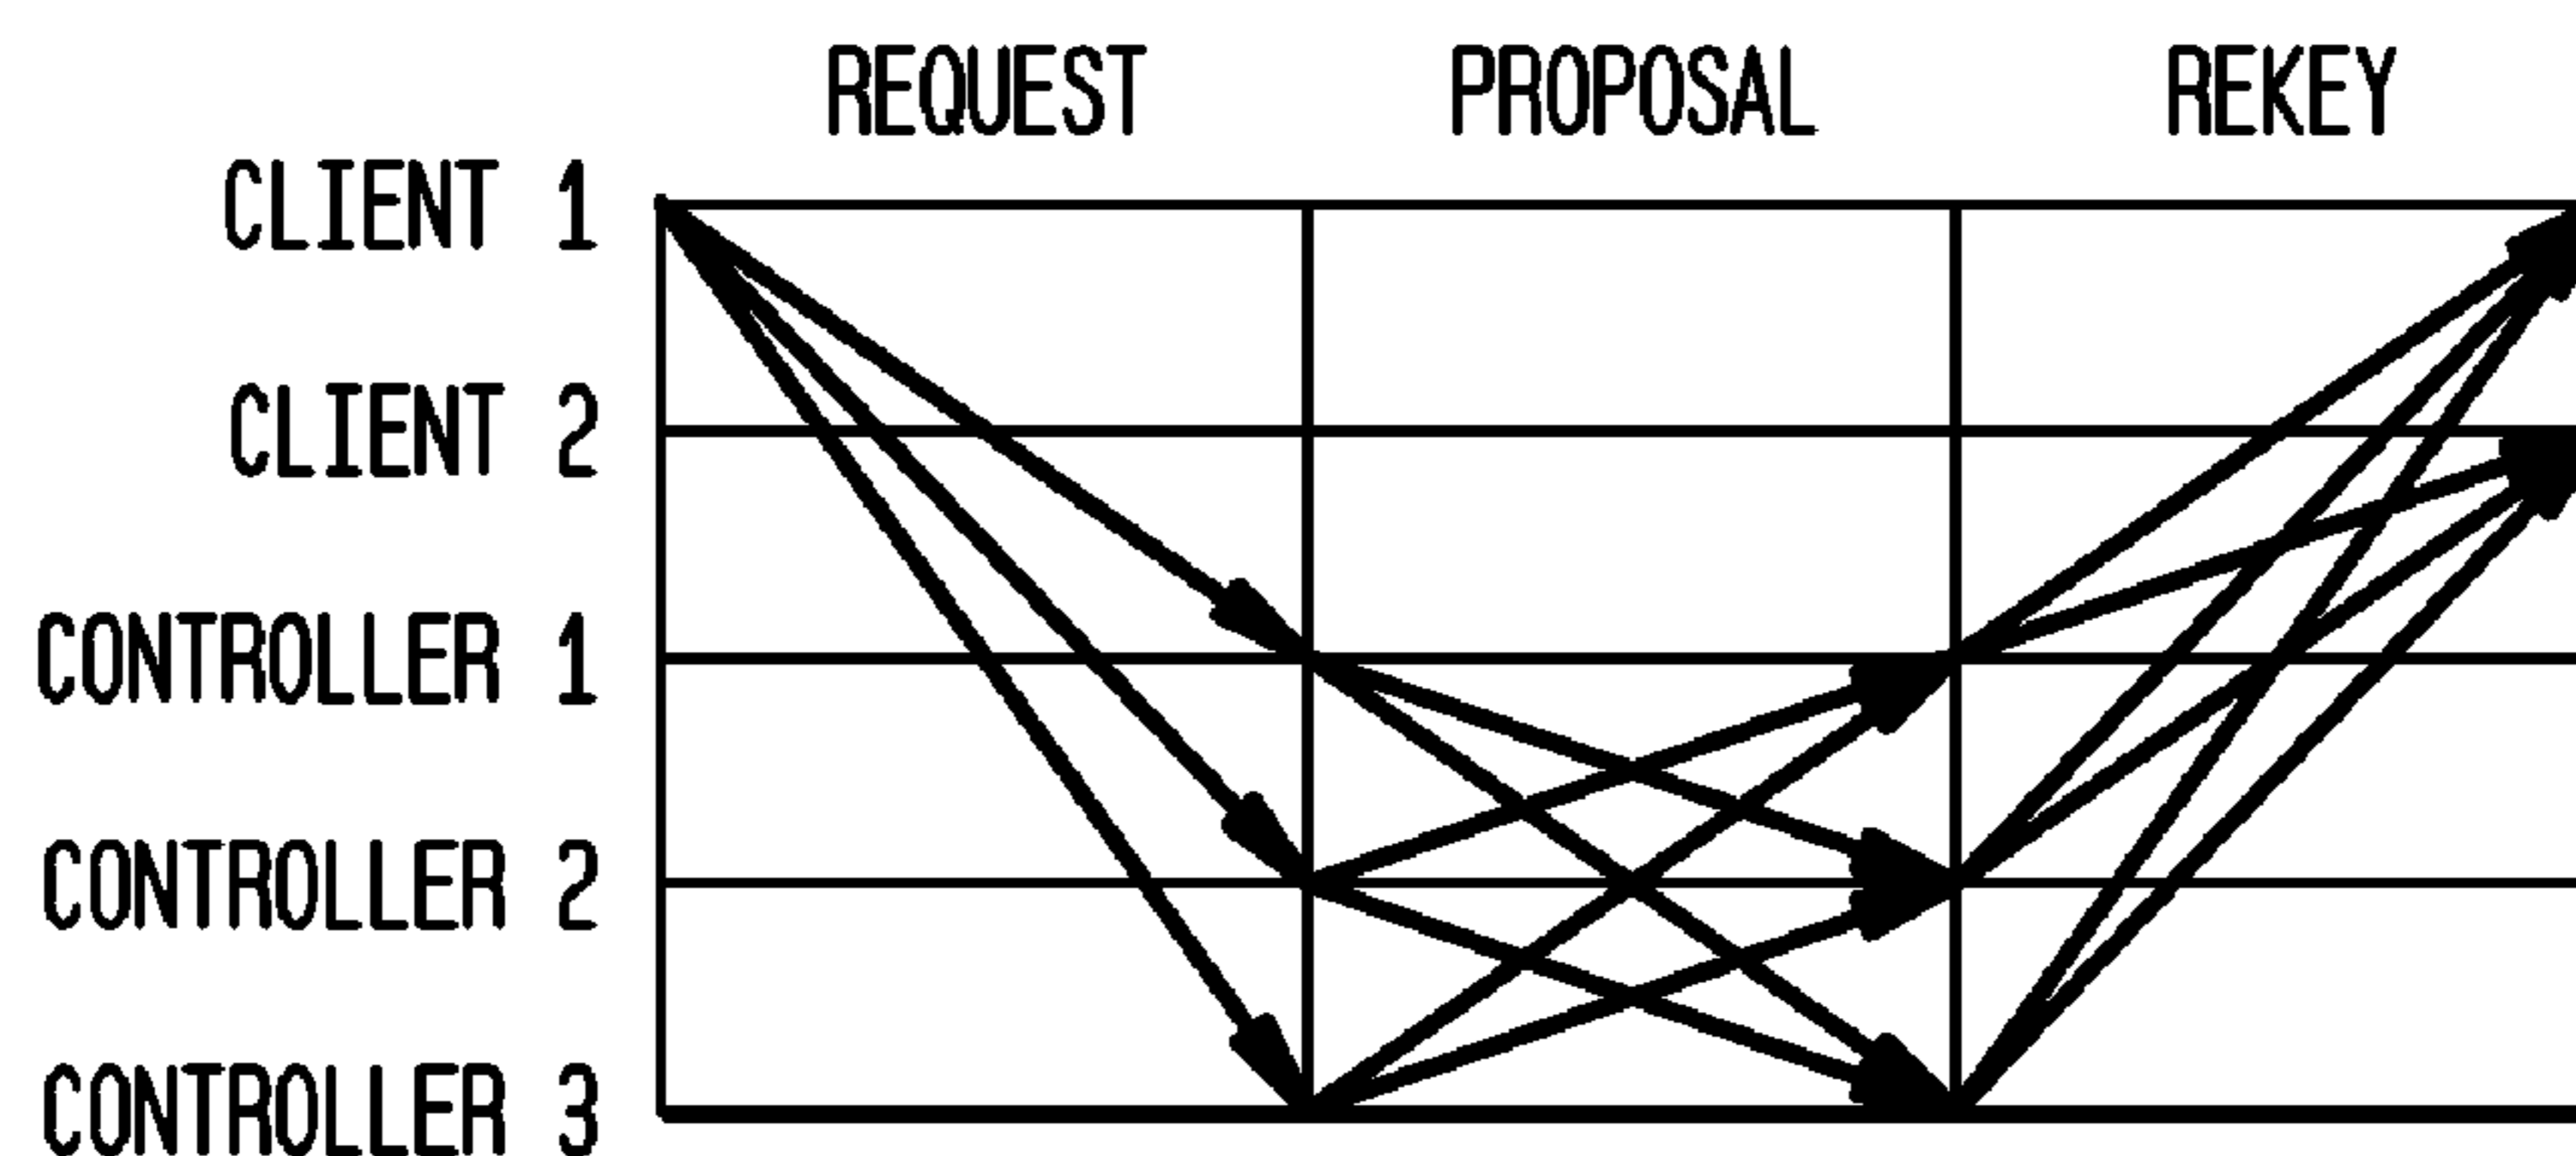 REQUEST PROPOSAL REKEY
CLIENT 1
CLIENT 2
CONTROLLER 1
CONTROLLER 2
CONTROLLER 3